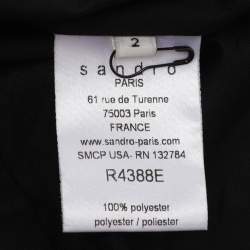 2
sandro
PARIS
61 rue de Turenne
75003 Paris
FRANCE
www.sandro-paris.com
SMCP USA- RN 132784
R4388E
100% polyester
polyester / poliester